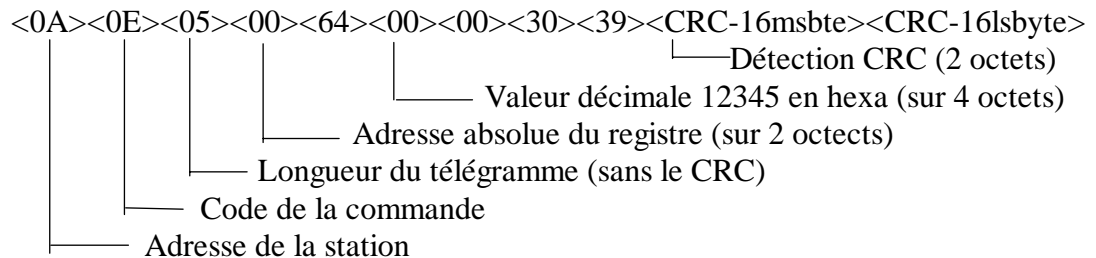 <0A><0E><05><00><64><00><00><30><39><CRC-16msbte><CRC-16lsbyte>
Détection CRC (2 octets)
Valeur décimale 12345 en hexa (sur 4 octets)
Adresse absolue du registre (sur 2 octects)
Longueur du télégramme (sans le CRC)
Code de la commande
Adresse de la station